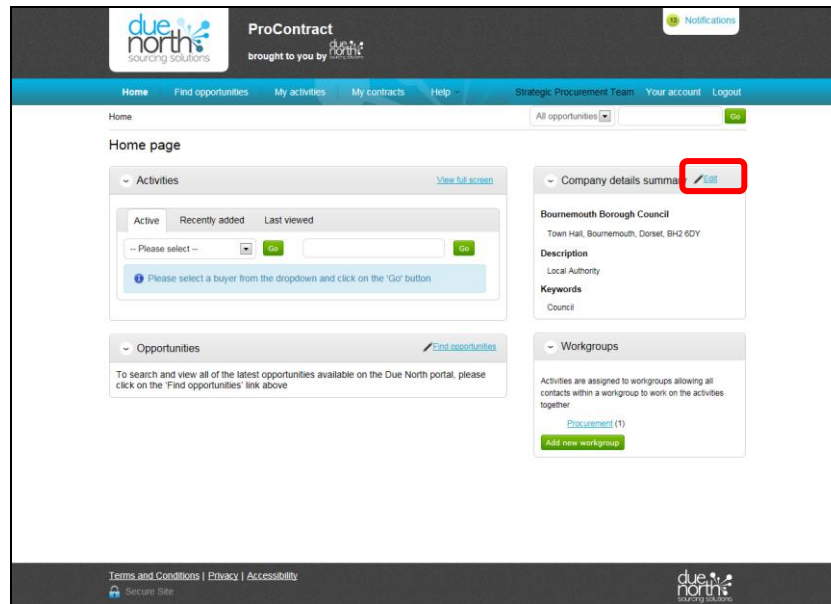 due
north
sourcing solutions
ProContract
brought to you by due north
12 Notifications
Home Find opportunities My activities My contracts Help Strategic Procurement Team Your account Logout
Home All opportunities Go
Home page
Activities View full screen
Active Recently added Last viewed
-- Please select -- Go Go
Please select a buyer from the dropdown and click on the 'Go' button
Opportunities Find opportunities
To search and view all of the latest opportunities available on the Due North portal, please
click on the 'Find opportunities' link above
Company details summary Edit
Bournemouth Borough Council
Town Hall, Bournemouth, Dorset, BH2 6DY
Description
Local Authority
Keywords
Council
Workgroups
Activities are assigned to workgroups allowing all
contacts within a workgroup to work on the activities
together
Procurement (1)
Add new workgroup
Terms and Conditions | Privacy | Accessibility
Secure Site
due
north
sourcing solutions